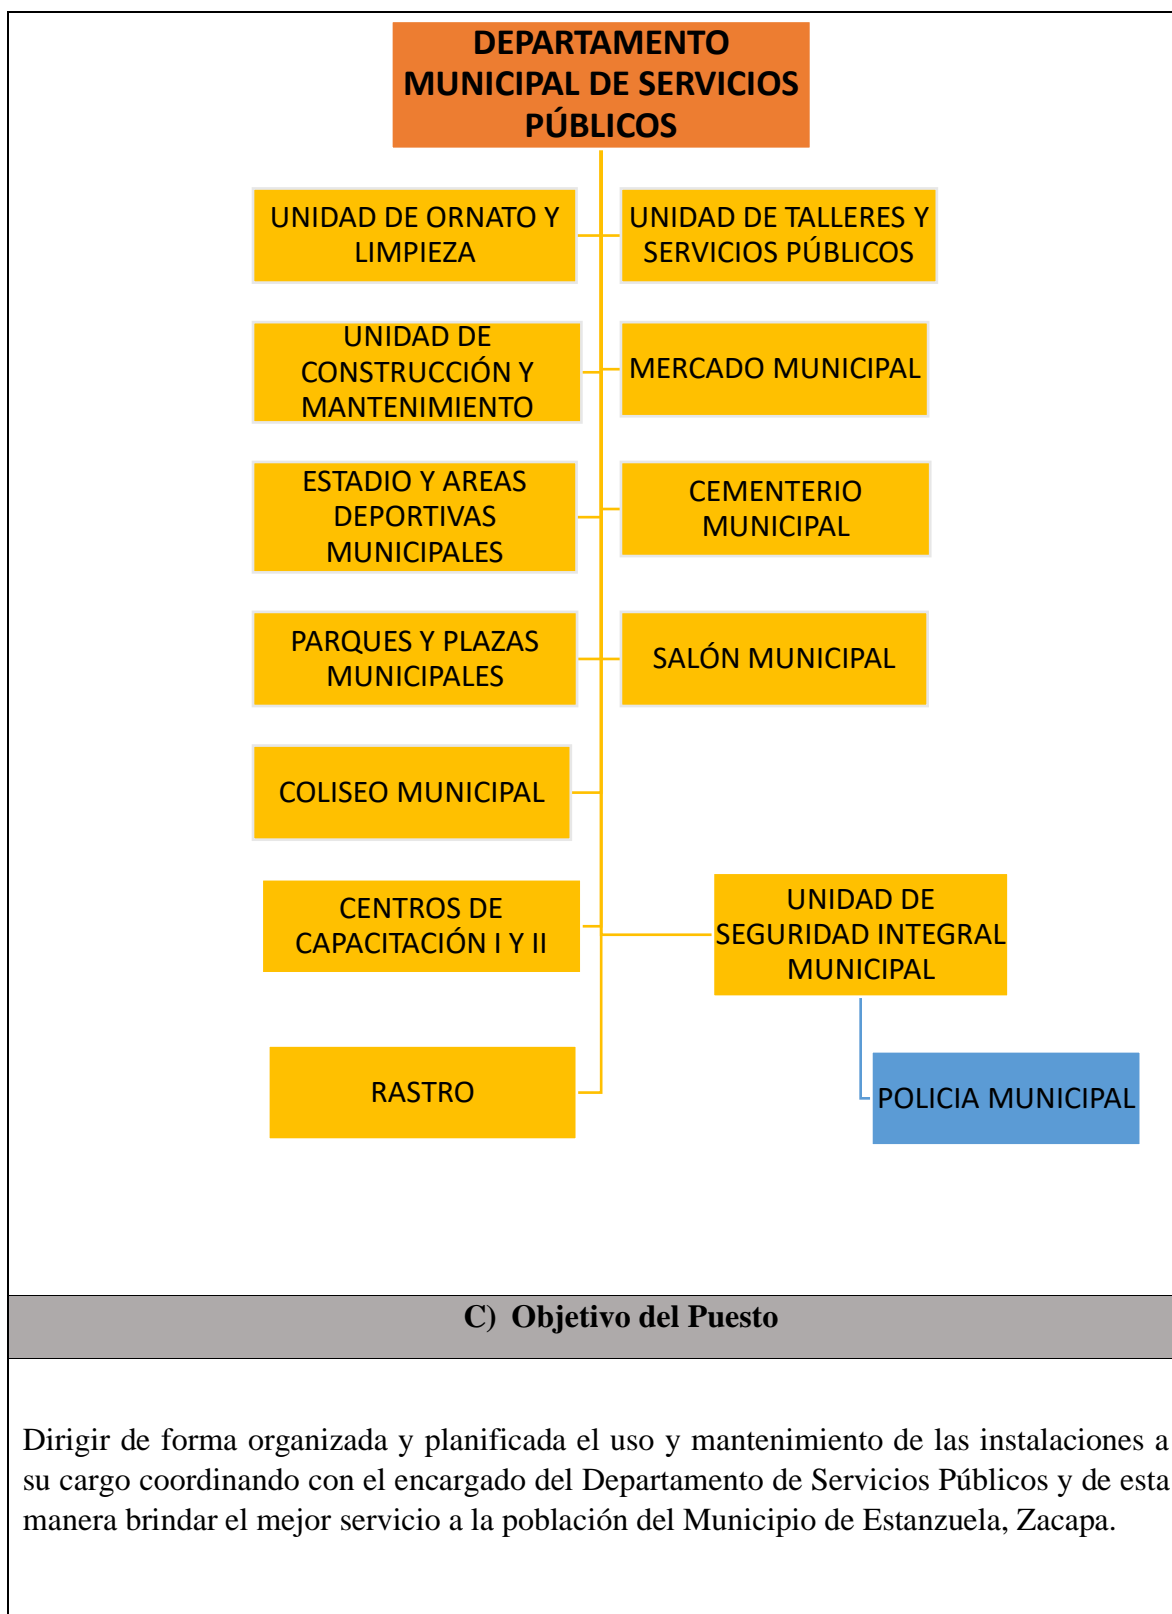 DEPARTAMENTO
MUNICIPAL DE SERVICIOS
PÚBLICOS
UNIDAD DE ORNATO Y
LIMPIEZA
UNIDAD DE TALLERES Y
SERVICIOS PÚBLICOS
UNIDAD DE
CONSTRUCCIÓN Y
MANTENIMIENTO
MERCADO MUNICIPAL
ESTADIO Y AREAS
DEPORTIVAS
MUNICIPALES
CEMENTERIO
MUNICIPAL
PARQUES Y PLAZAS
MUNICIPALES
SALÓN MUNICIPAL
COLISEO MUNICIPAL
CENTROS DE
CAPACITACIÓN I Y II
UNIDAD DE
SEGURIDAD INTEGRAL
MUNICIPAL
RASTRO
POLICIA MUNICIPAL
C) Objetivo del Puesto
Dirigir de forma organizada y planificada el uso y mantenimiento de las instalaciones a
su cargo coordinando con el encargado del Departamento de Servicios Públicos y de esta
manera brindar el mejor servicio a la población del Municipio de Estanzuela, Zacapa.